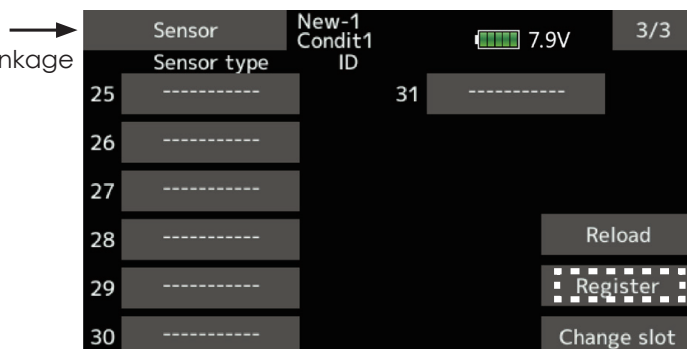 Sensor New-1 Condit1 7.9V 3/3
nkage
Sensor type ID
25 ----------- 31 -----------
26 -----------
27 -----------
28 ----------- Reload
29 ----------- Register
30 ----------- Change slot